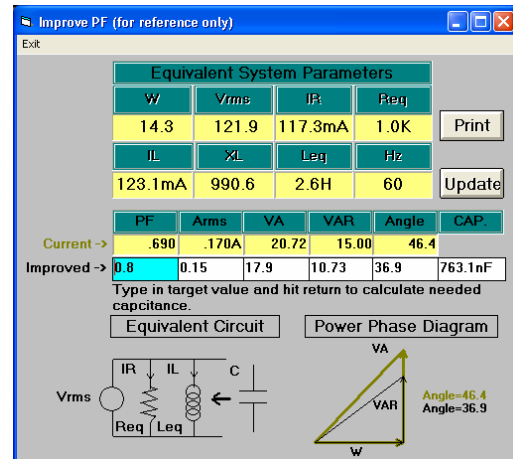 Improve PF (for reference only)
Exit
Equivalent System Parameters
W Vrms IR Req
14.3 121.9 117.3mA 1.0K Print
IL XL Leq Hz
123.1mA 990.6 2.6H 60 Update
PF Arms VA VAR Angle CAP.
Current -> .690 .170A 20.72 15.00 46.4
Improved -> 0.8 0.15 17.9 10.73 36.9 763.1nF
Type in target value and hit return to calculate needed
capcitance.
Equivalent Circuit Power Phase Diagram
VA
IR IL C
Vrms
VAR
Angle=46.4
Angle=36.9
Req Leq
W